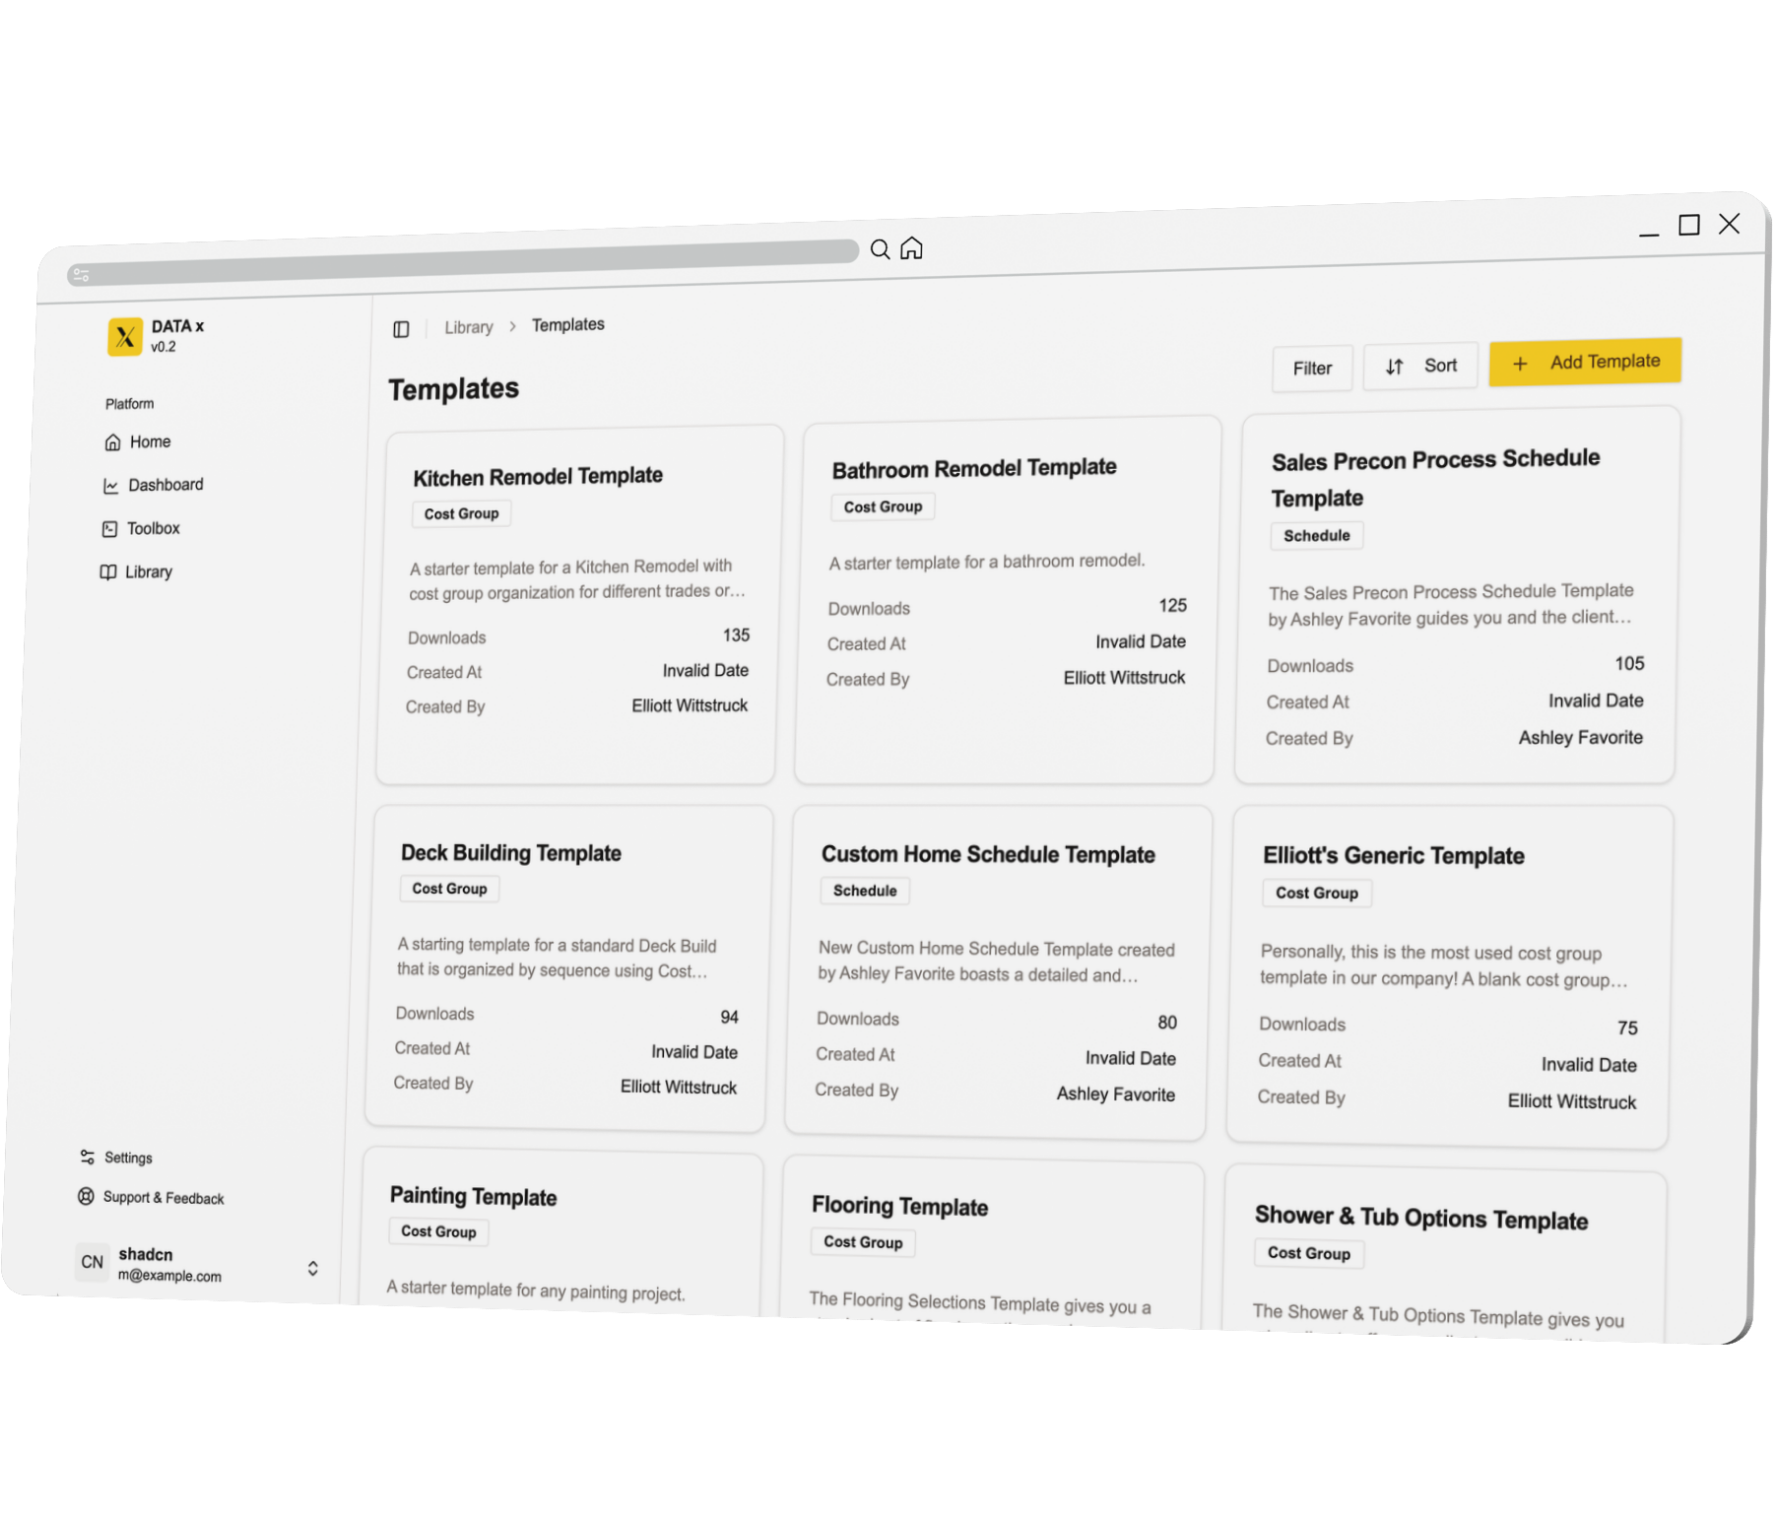 DATA x
v0.2
Platform
Home
Dashboard
Toolbox
Library
Settings
Support & Feedback
CN
shadcn
m@example.com
Library > Templates
Templates
Filter
Sort
+ Add Template
Kitchen Remodel Template
Cost Group
A starter template for a Kitchen Remodel with
cost group organization for different trades or...
Downloads 135
Created At Invalid Date
Created By Elliott Wittstruck
Bathroom Remodel Template
Cost Group
A starter template for a bathroom remodel.
Downloads 125
Created At Invalid Date
Created By Elliott Wittstruck
Sales Precon Process Schedule
Template
Schedule
The Sales Precon Process Schedule Template
by Ashley Favorite guides you and the client...
Downloads 105
Created At Invalid Date
Created By Ashley Favorite
Deck Building Template
Cost Group
A starting template for a standard Deck Build
that is organized by sequence using Cost...
Downloads 94
Created At Invalid Date
Created By Elliott Wittstruck
Custom Home Schedule Template
Schedule
New Custom Home Schedule Template created
by Ashley Favorite boasts a detailed and...
Downloads 80
Created At Invalid Date
Created By Ashley Favorite
Elliott's Generic Template
Cost Group
Personally, this is the most used cost group
template in our company! A blank cost group...
Downloads 75
Created At Invalid Date
Created By Elliott Wittstruck
Painting Template
Cost Group
A starter template for any painting project.
Flooring Template
Cost Group
The Flooring Selections Template gives you a
Shower & Tub Options Template
Cost Group
The Shower & Tub Options Template gives you